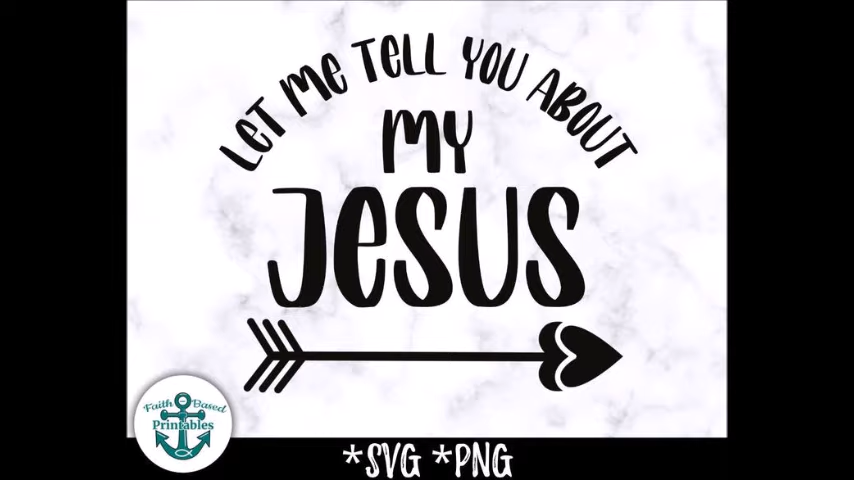 LeT Me TeLL YOU ABOUT
MY
JeSUS
Faith Based
Printables
*SVG *PNG